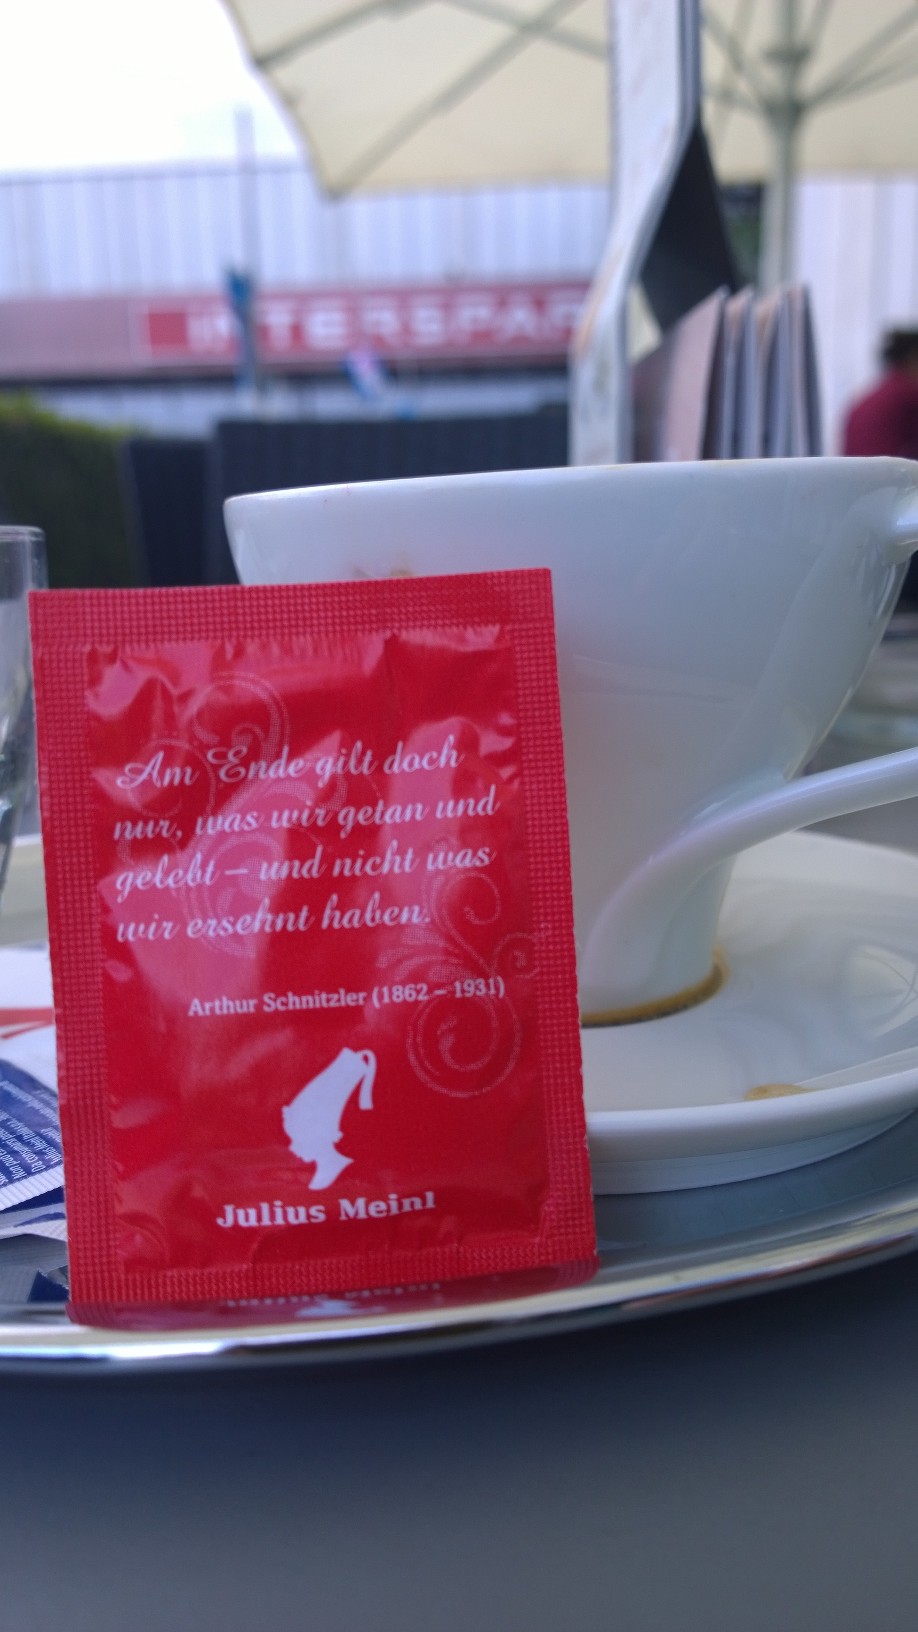 INTERSPAR
Am Ende gilt doch
nur, was wir getan und
gelebt – und nicht was
wir ersehnt haben.
Arthur Schnitzler (1862 – 1931)
Julius Meinl